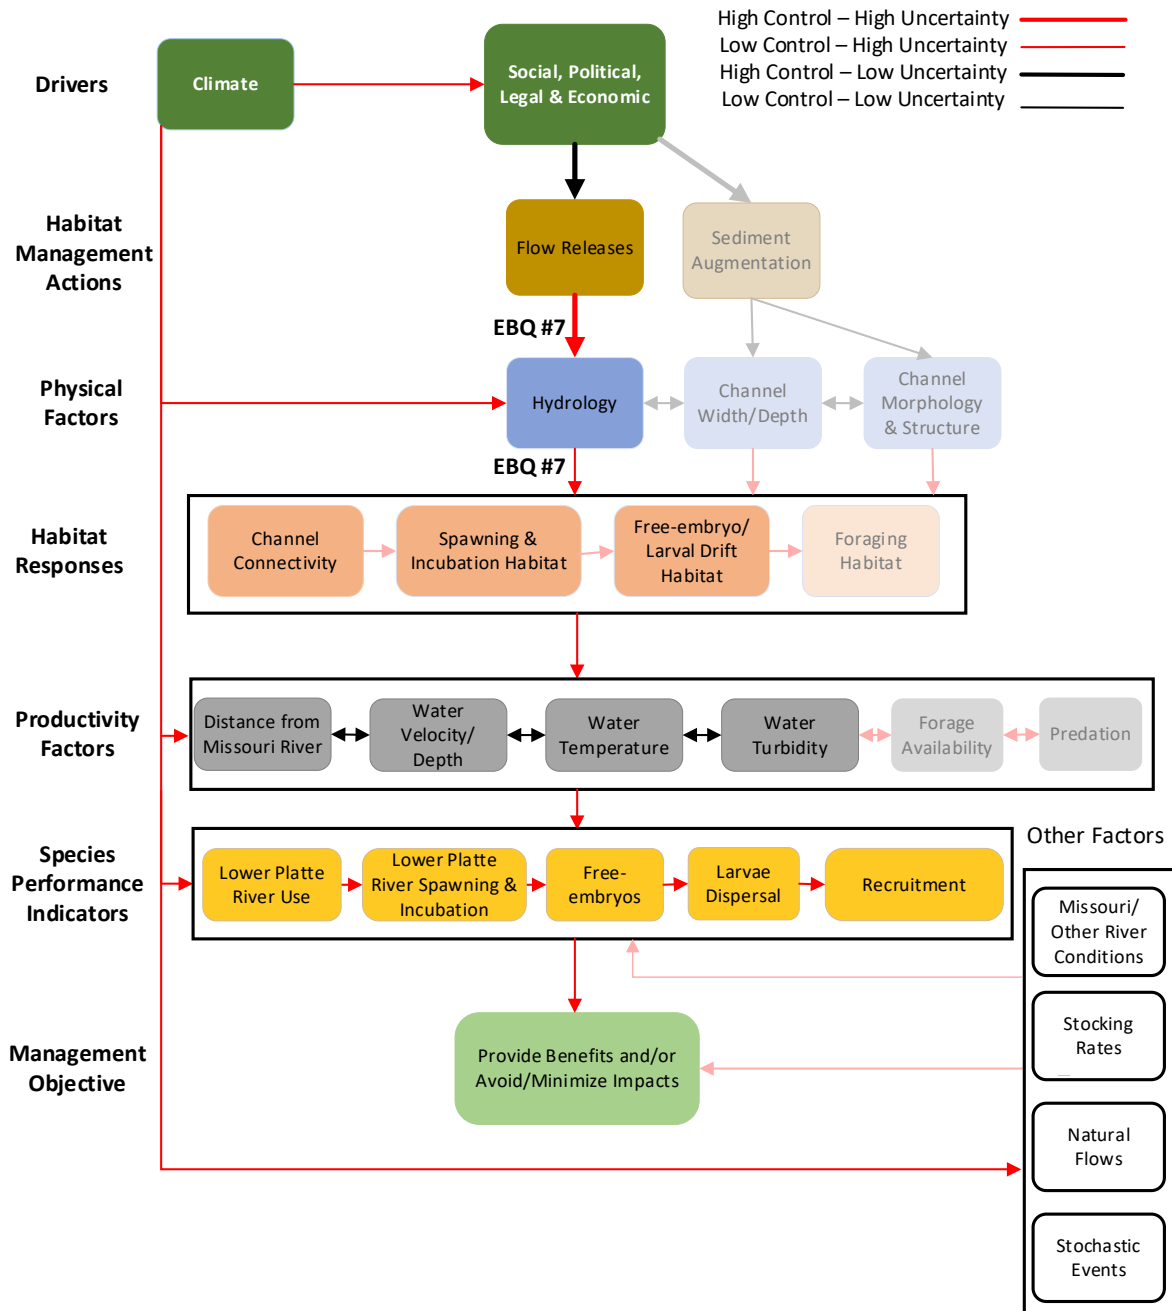 High Control – High Uncertainty
Low Control – High Uncertainty
High Control – Low Uncertainty
Low Control – Low Uncertainty
Drivers
Climate
Social, Political,
Legal & Economic
Habitat
Management
Actions
Flow Releases
Sediment
Augmentation
EBQ #7
Physical
Factors
Hydrology
Channel
Width/Depth
Channel
Morphology
& Structure
EBQ #7
Habitat
Responses
Channel
Connectivity
Spawning &
Incubation Habitat
Free-embryo/
Larval Drift
Habitat
Foraging
Habitat
Productivity
Factors
Distance from
Missouri River
Water
Velocity/
Depth
Water
Temperature
Water
Turbidity
Forage
Availability
Predation
Species
Performance
Indicators
Lower Platte
River Use
Lower Platte
River Spawning &
Incubation
Free-
embryos
Larvae
Dispersal
Recruitment
Other Factors
Missouri/
Other River
Conditions
Stocking
Rates
Natural
Flows
Stochastic
Events
Management
Objective
Provide Benefits and/or
Avoid/Minimize Impacts